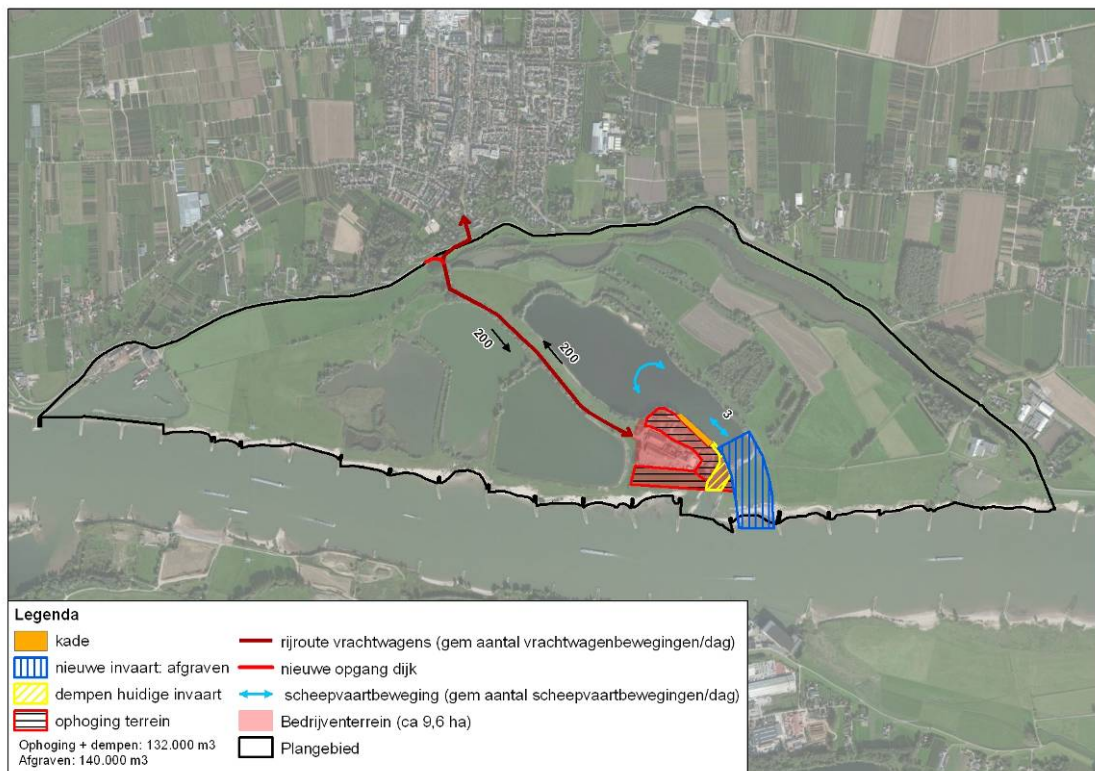 200
200
3
Legenda
kade
nieuwe invaart: afgraven
dempen huidige invaart
ophoging terrein
Ophoging + dempen: 132.000 m3
Afgraven: 140.000 m3
rijroute vrachtwagens (gem aantal vrachtwagenbewegingen/dag)
nieuwe opgang dijk
scheepvaartbeweging (gem aantal scheepvaartbewegingen/dag)
Bedrijventerrein (ca 9,6 ha)
Plangebied